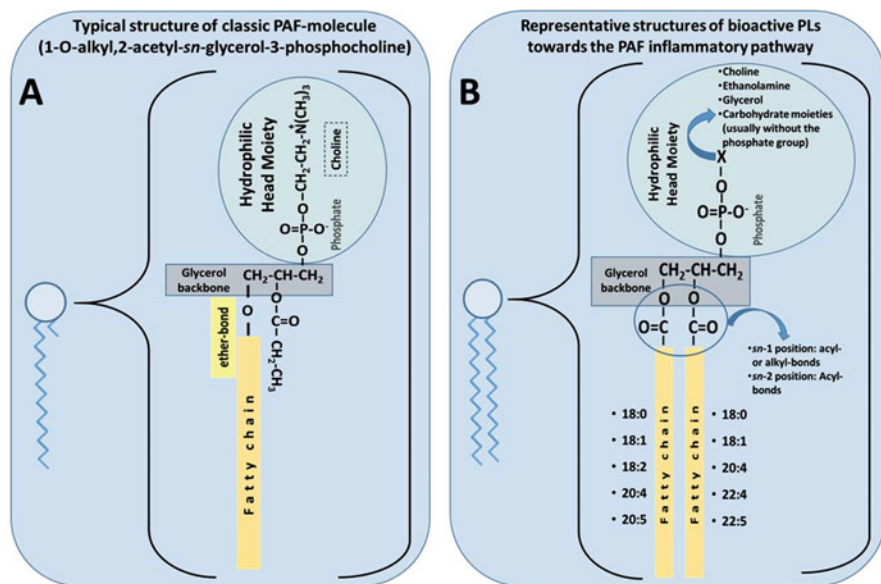 Typical structure of classic PAF-molecule
(1-O-alkyl,2-acetyl-sn-glycerol-3-phosphocholine)
A
Hydrophilic
Head Moiety
CH₂-CH₂-N⁺(CH₃)₃
Choline
O
O=P-O⁻
O
Phosphate
Glycerol
backbone
CH₂-CH-CH₂
O
O
C=O
CH₂-CH₃
ether-bond
Fatty chain
Representative structures of bioactive PLs
towards the PAF inflammatory pathway
B
•Choline
•Ethanolamine
•Glycerol
•Carbohydrate moieties
(usually without the
phosphate group)
Hydrophilic
Head Moiety
X
O
O=P-O⁻
O
Phosphate
Glycerol
backbone
CH₂-CH-CH₂
O O
O=C C=O
•sn-1 position: acyl-
or alkyl-bonds
•sn-2 position: Acyl-
bonds
Fatty chain
Fatty chain
• 18:0
• 18:1
• 18:2
• 20:4
• 20:5
• 18:0
• 18:1
• 20:4
• 22:4
• 22:5